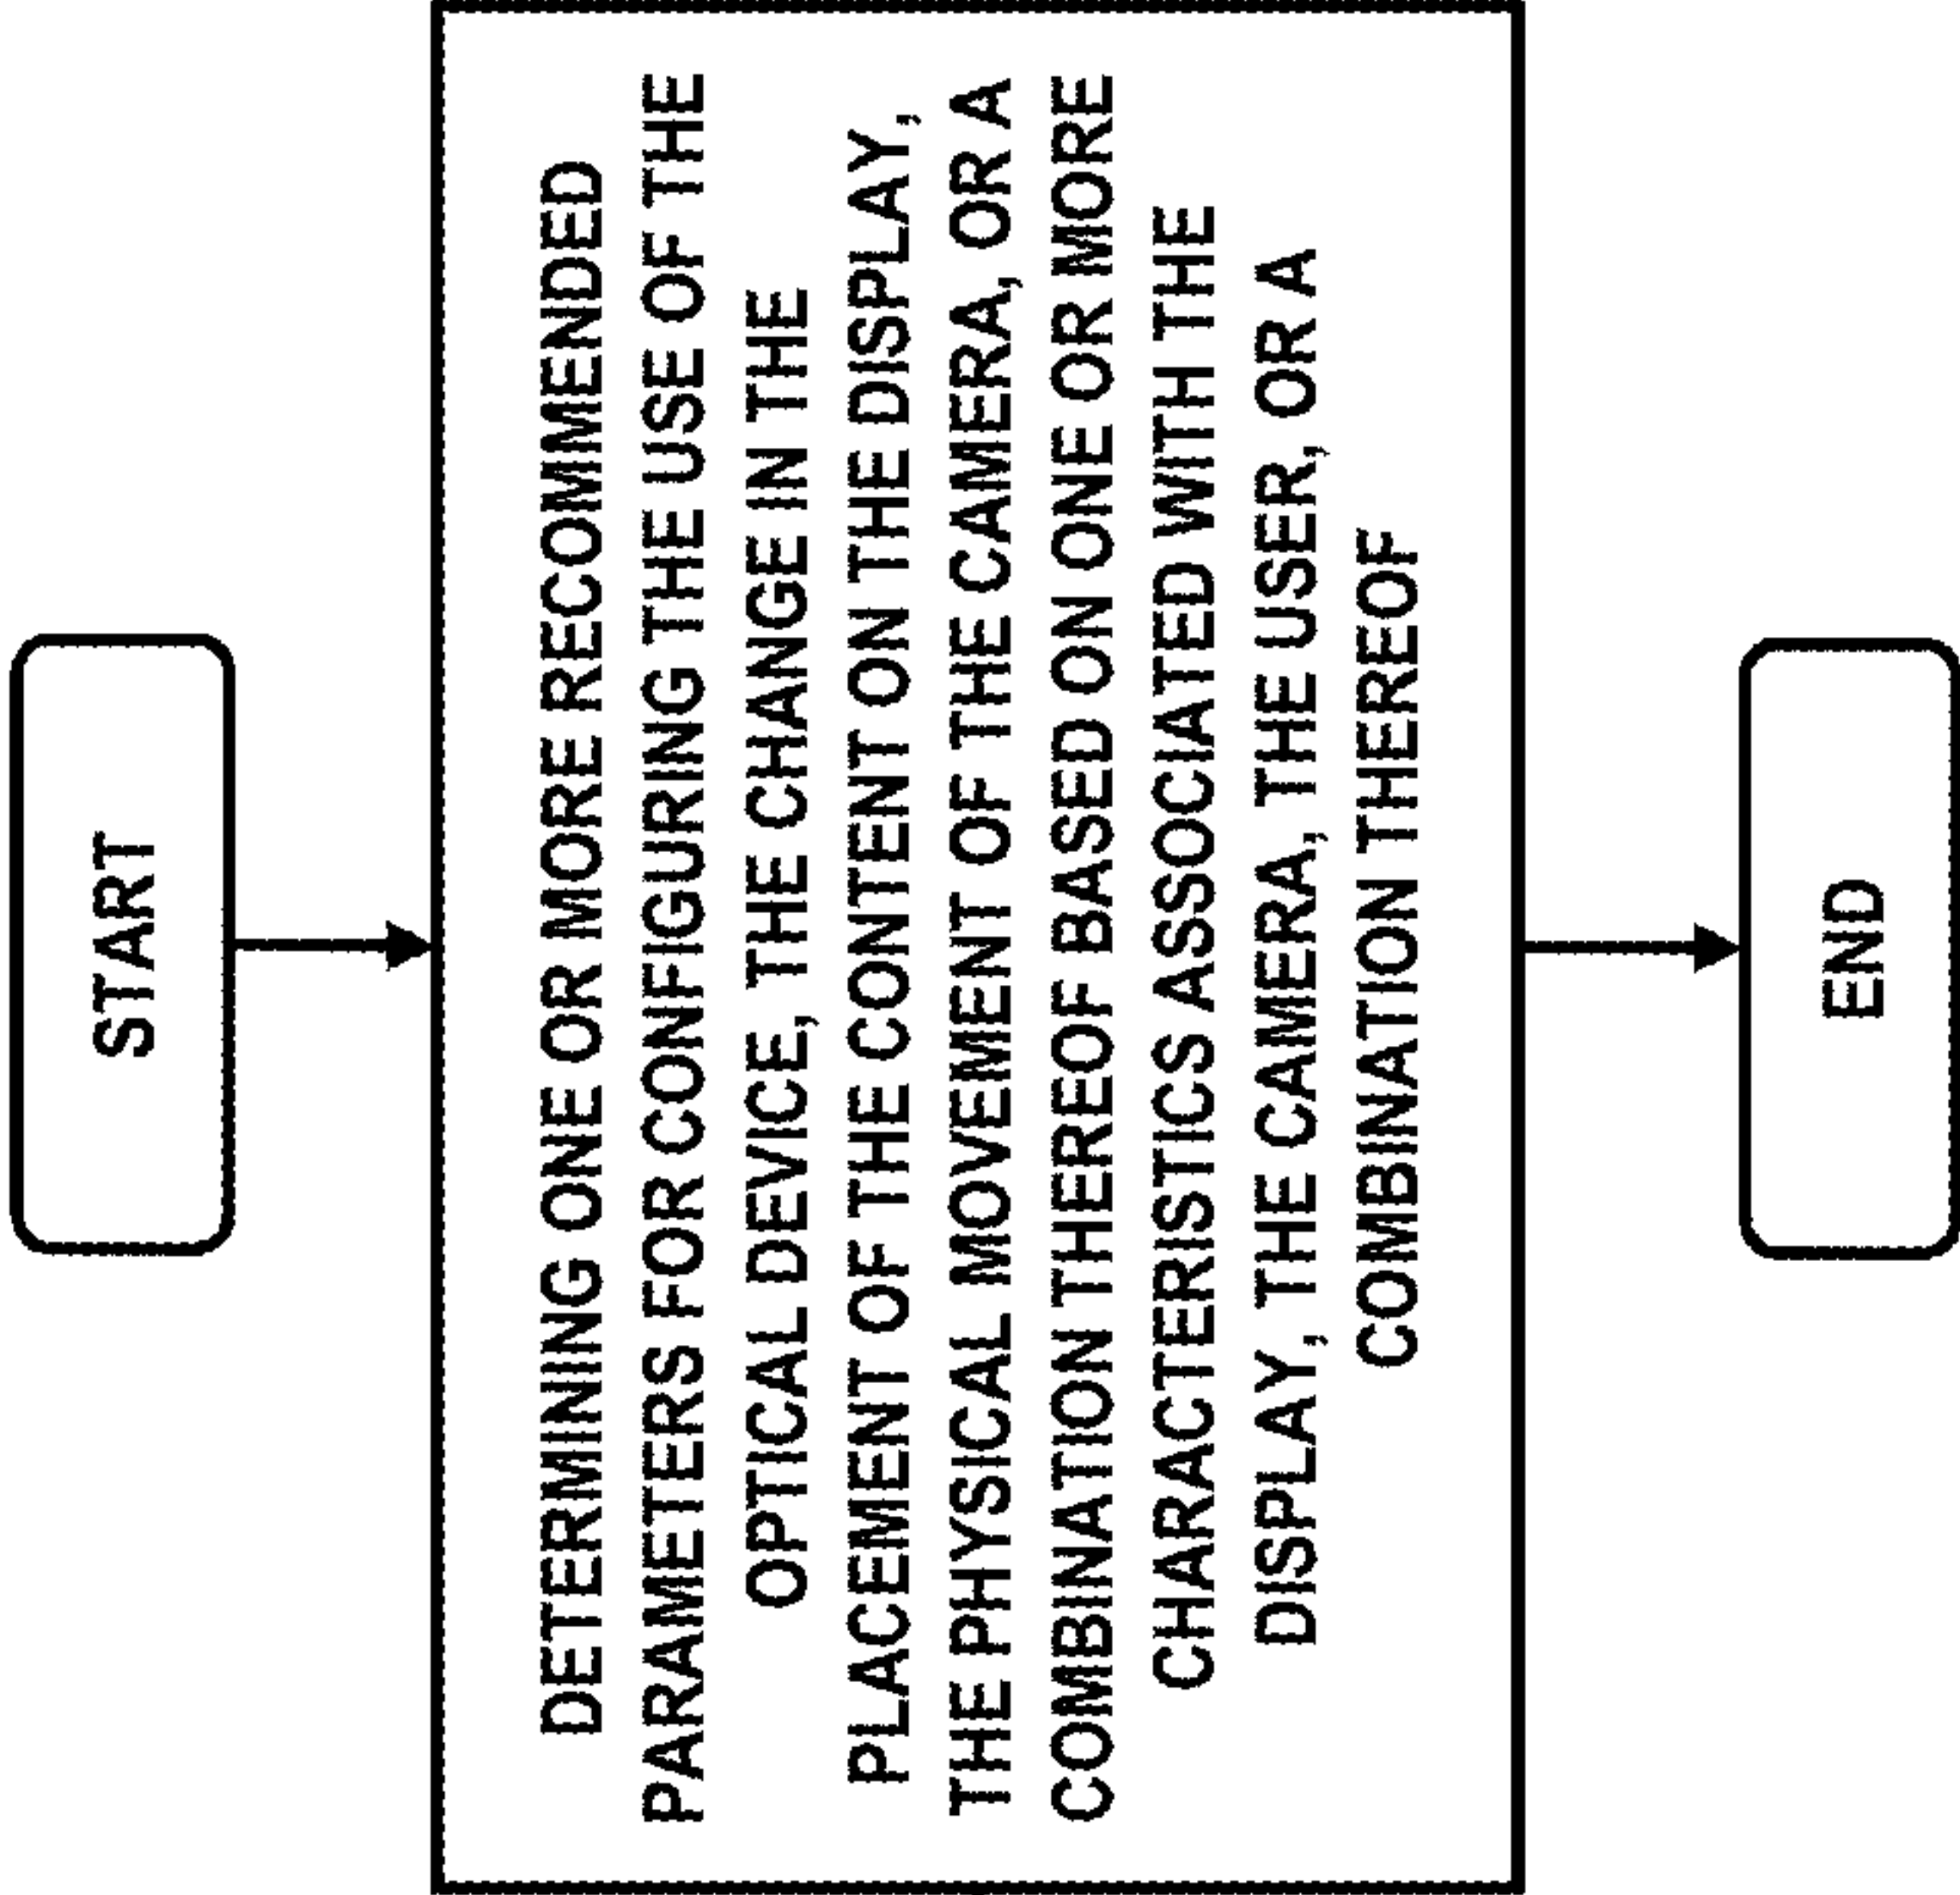 START
DETERMINING ONE OR MORE RECOMMENDED
PARAMETERS FOR CONFIGURING THE USE OF THE
OPTICAL DEVICE, THE CHANGE IN THE
PLACEMENT OF THE CONTENT ON THE DISPLAY,
THE PHYSICAL MOVEMENT OF THE CAMERA, OR A
COMBINATION THEREOF BASED ON ONE OR MORE
CHARACTERISTICS ASSOCIATED WITH THE
DISPLAY, THE CAMERA, THE USER, OR A
COMBINATION THEREOF
END